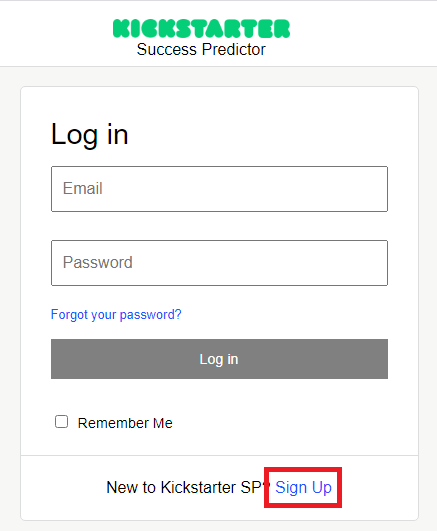 KICKSTARTER
Success Predictor
Log in
Email
Password
Forgot your password?
Log in
Remember Me
New to Kickstarter SP? Sign Up